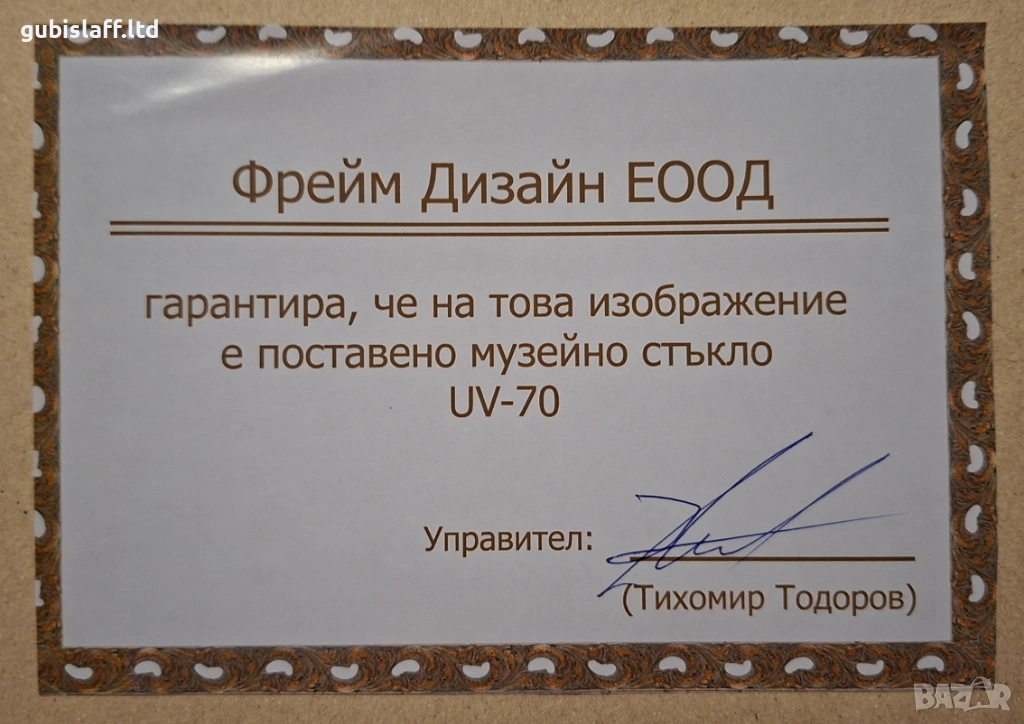 gubislaff.ltd
Фрейм Дизайн ЕООД
гарантира, че на това изображение
е поставено музейно стъкло
UV-70
Управител:
(Тихомир Тодоров)
BAZAR